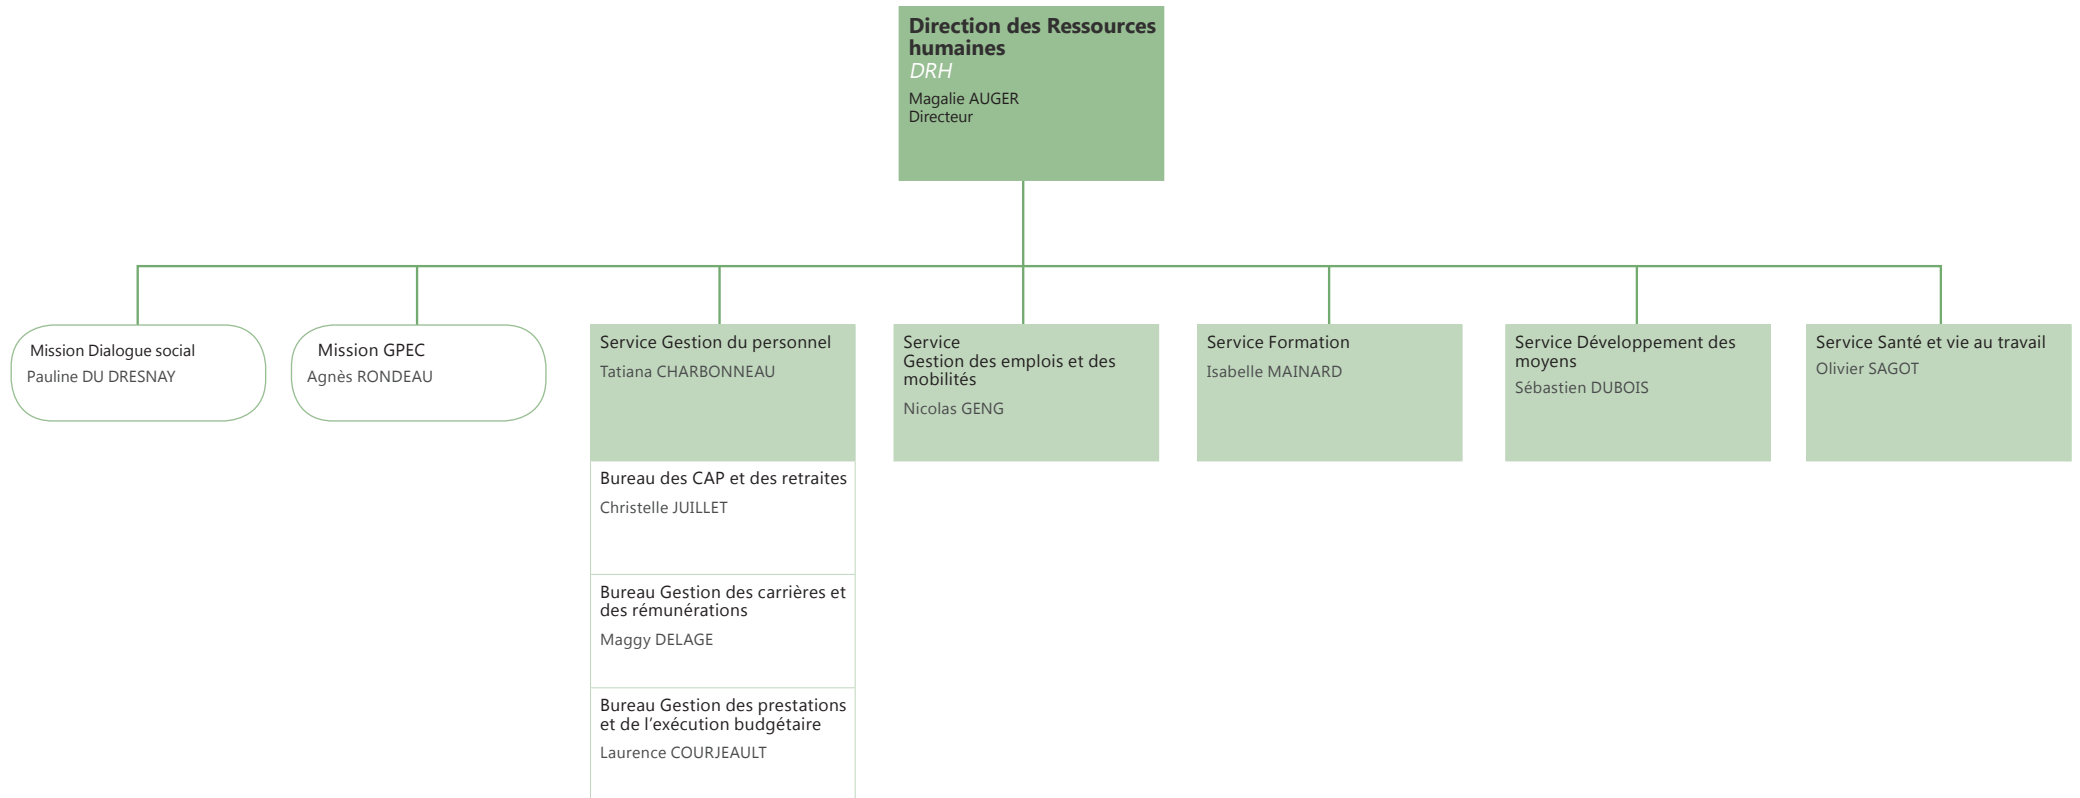 Direction des Ressources
humaines
DRH
Magalie AUGER
Directeur
Mission Dialogue social
Pauline DU DRESNAY
Mission GPEC
Agnès RONDEAU
Service Gestion du personnel
Tatiana CHARBONNEAU
Service
Gestion des emplois et des
mobilités
Nicolas GENG
Service Formation
Isabelle MAINARD
Service Développement des
moyens
Sébastien DUBOIS
Service Santé et vie au travail
Olivier SAGOT
Bureau des CAP et des retraites
Christelle JUILLET
Bureau Gestion des carrières et
des rémunérations
Maggy DELAGE
Bureau Gestion des prestations
et de l’exécution budgétaire
Laurence COURJEAULT